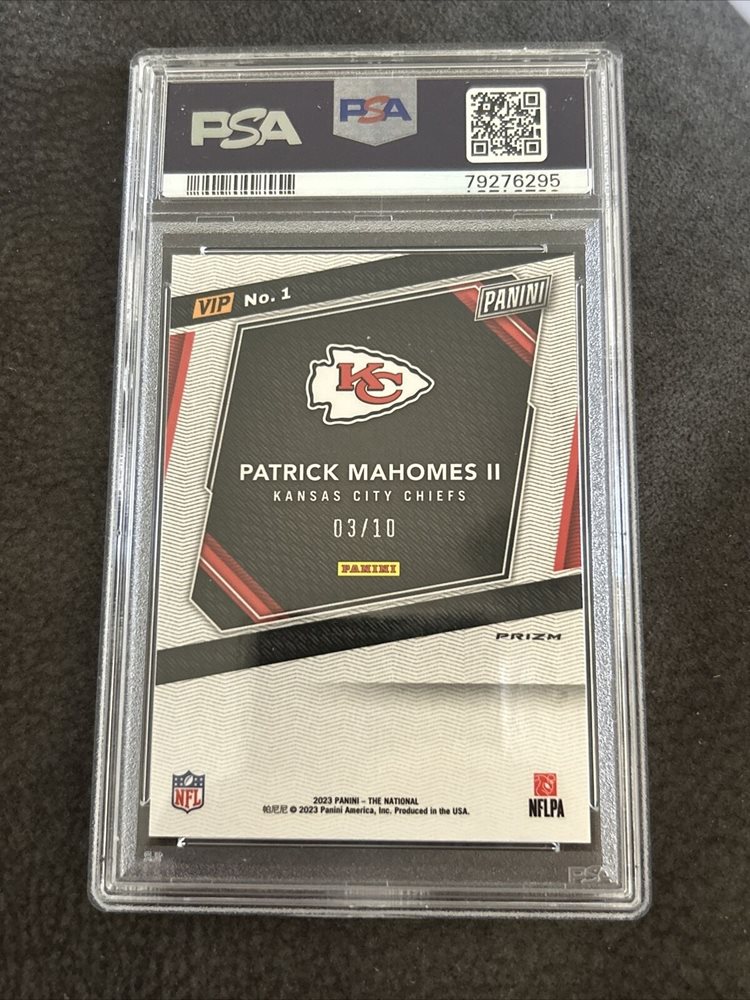 PSA
PSA
79276295
VIP No. 1
PANINI
KC
PATRICK MAHOMES II
KANSAS CITY CHIEFS
03/10
PANINI
PRIZM
NFL
2023 PANINI – THE NATIONAL
帕尼尼 © 2023 Panini America, Inc. Produced in the USA.
NFLPA
PSA